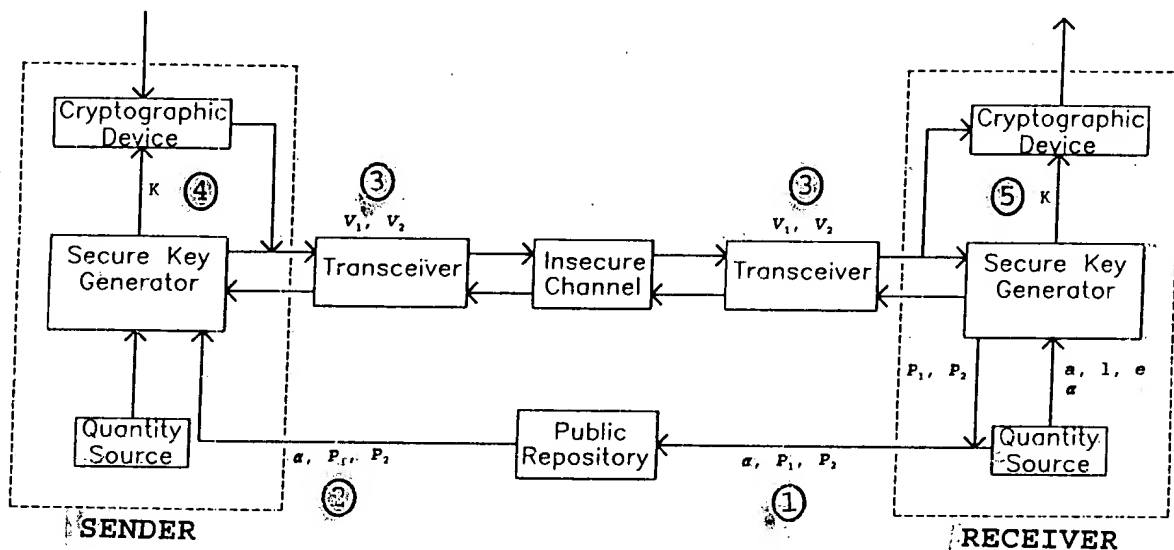 Cryptographic
Device
K
④
③
V₁, V₂
Secure Key
Generator
Transceiver
Insecure
Channel
③
V₁, V₂
Transceiver
Cryptographic
Device
⑤
K
Secure Key
Generator
P₁, P₂
a, l, e
α
Quantity
Source
α, P₁, P₂
②
Public
Repository
α, P₁, P₂
①
Quantity
Source
SENDER
RECEIVER